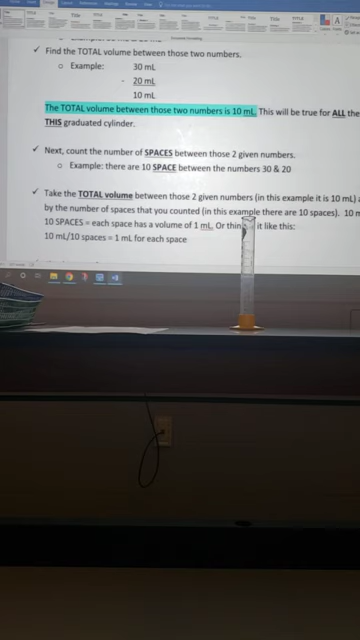 ✓ Find the TOTAL volume between those two numbers.
o Example: 30 mL
- 20 mL
10 mL
The TOTAL volume between those two numbers is 10 mL. This will be true for ALL the
THIS graduated cylinder.
✓ Next, count the number of SPACES between those 2 given numbers.
o Example: there are 10 SPACE between the numbers 30 & 20
✓ Take the TOTAL volume between those 2 given numbers (in this example it is 10 mL)
by the number of spaces that you counted (in this example there are 10 spaces). 10 m
10 SPACES = each space has a volume of 1 mL. Or thin it like this:
10 mL/10 spaces = 1 mL for each space